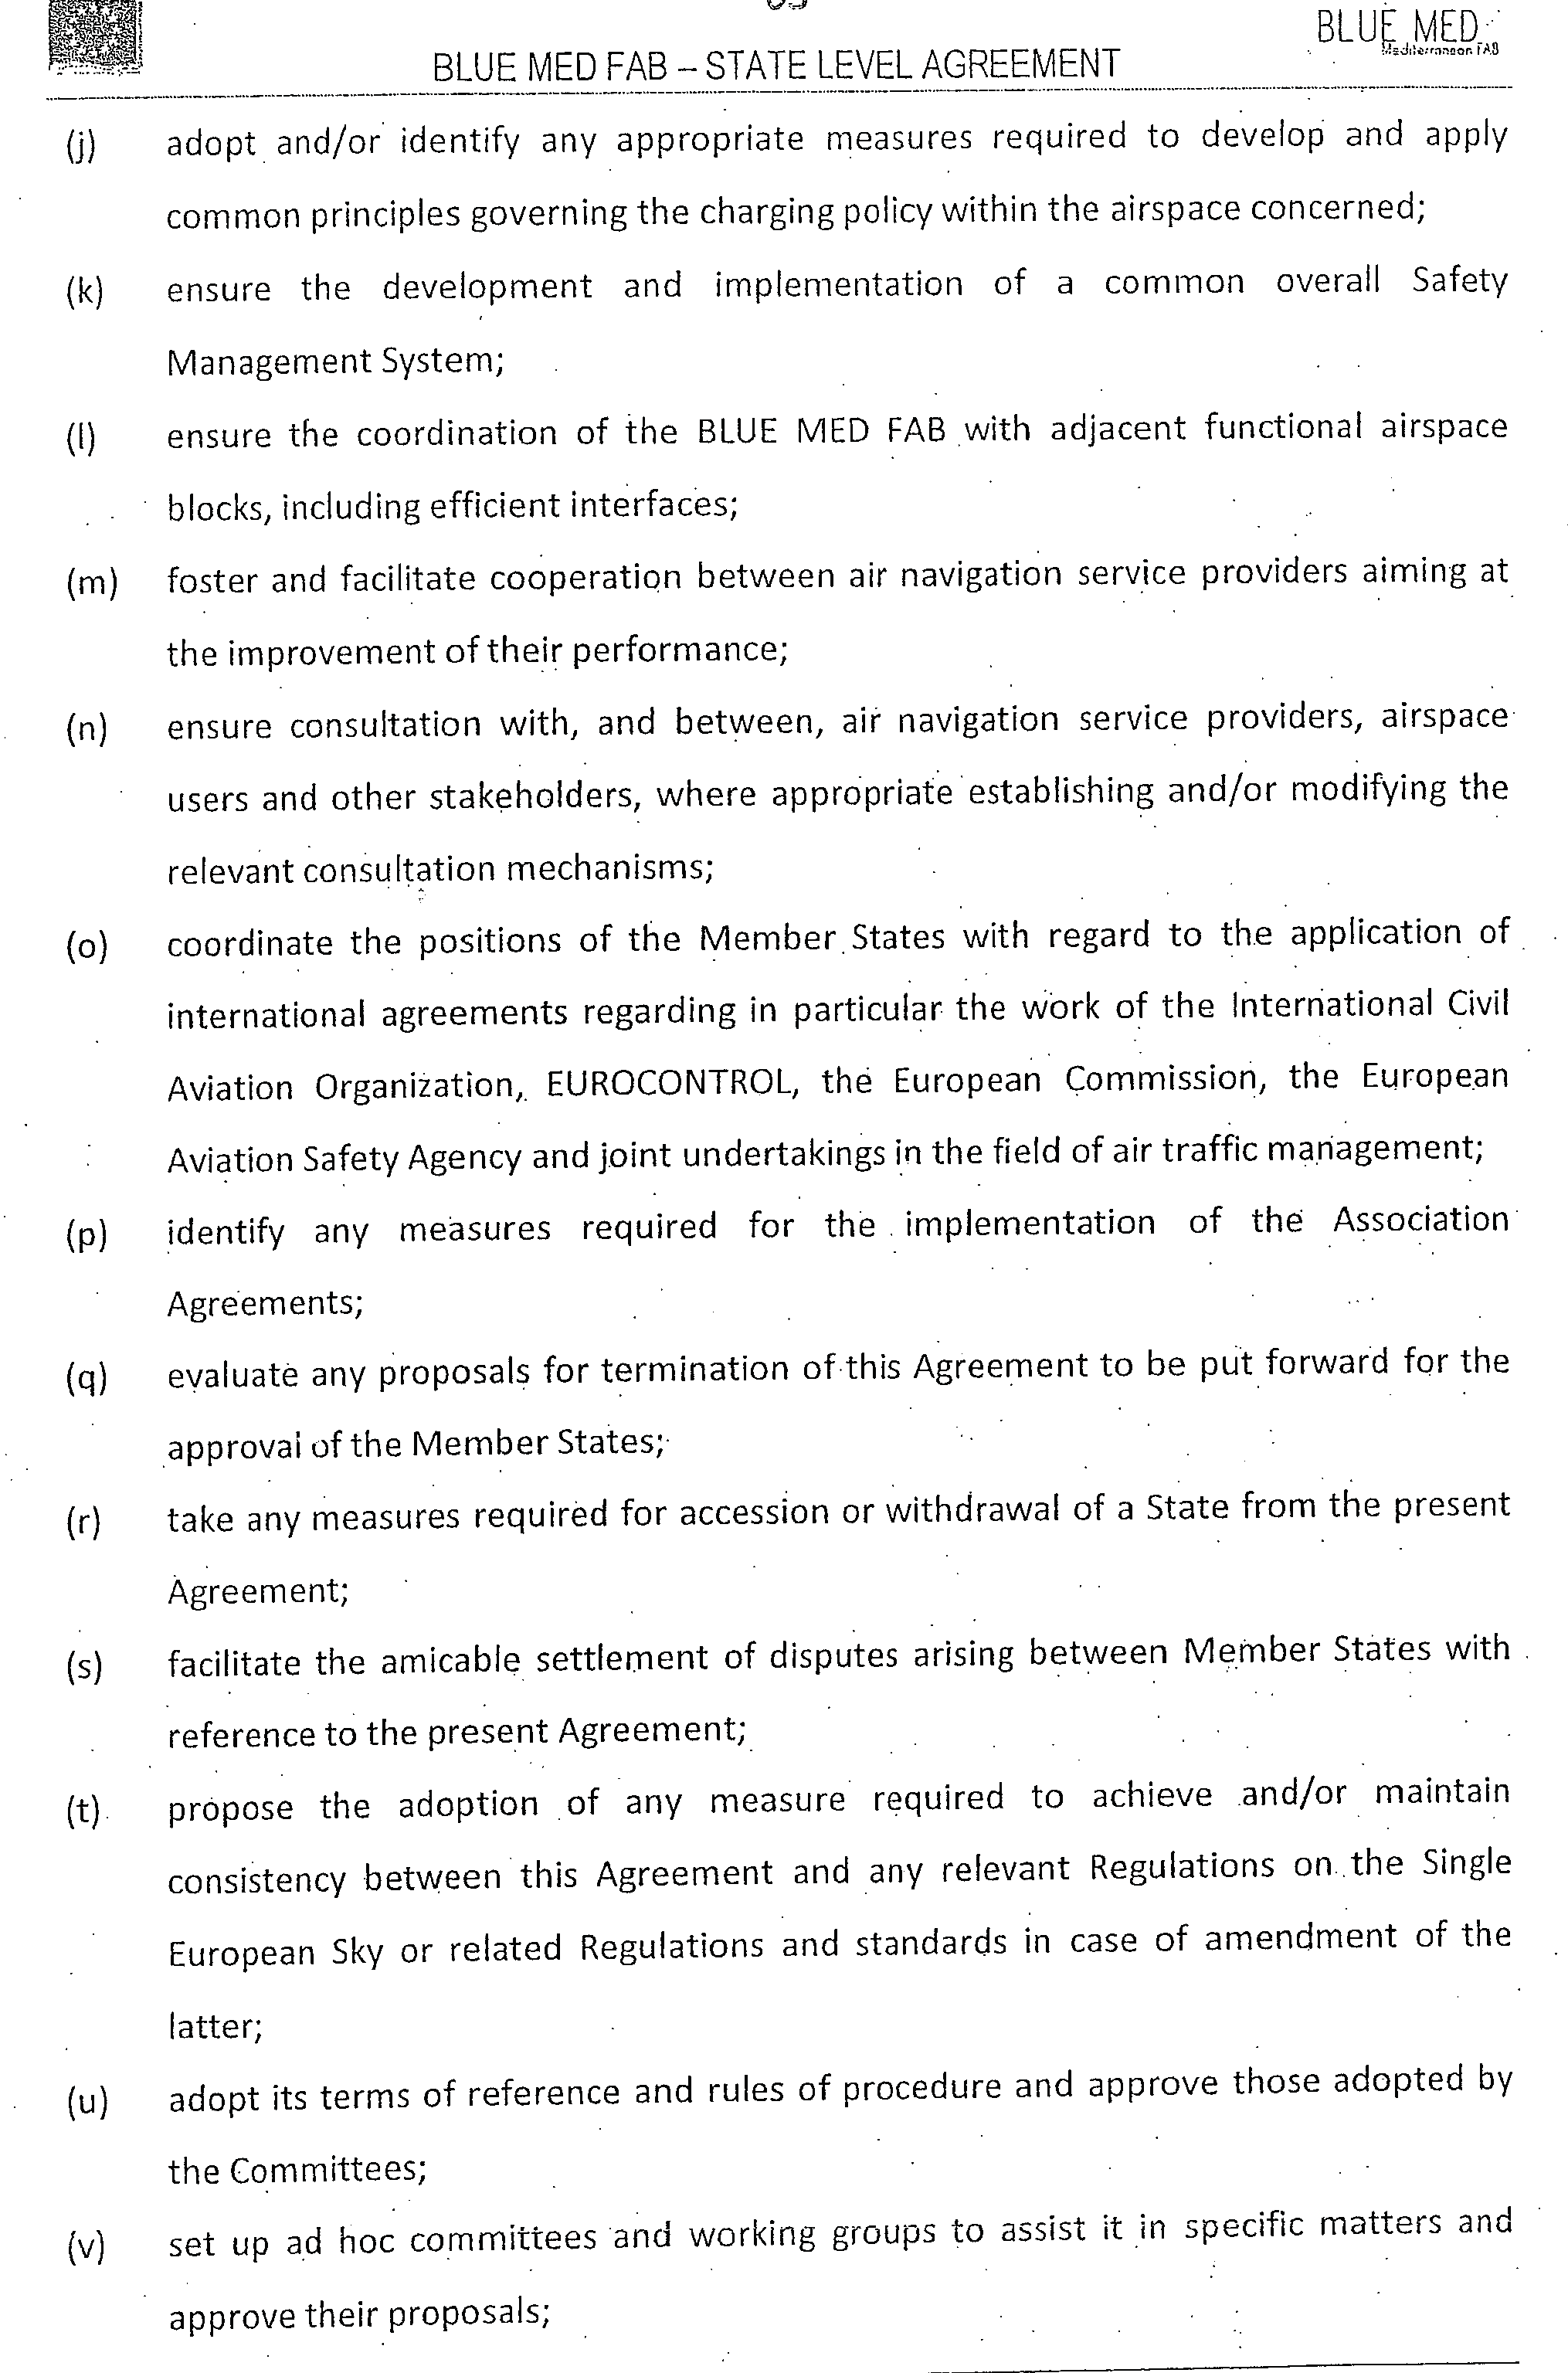 BLUE MED
Mediterranean FAB
BLUE MED FAB – STATE LEVEL AGREEMENT
(j) adopt and/or identify any appropriate measures required to develop and apply
common principles governing the charging policy within the airspace concerned;
(k) ensure the development and implementation of a common overall Safety
Management System;
(l) ensure the coordination of the BLUE MED FAB with adjacent functional airspace
blocks, including efficient interfaces;
(m) foster and facilitate cooperation between air navigation service providers aiming at
the improvement of their performance;
(n) ensure consultation with, and between, air navigation service providers, airspace
users and other stakeholders, where appropriate establishing and/or modifying the
relevant consultation mechanisms;
(o) coordinate the positions of the Member States with regard to the application of
international agreements regarding in particular the work of the International Civil
Aviation Organization, EUROCONTROL, the European Commission, the European
Aviation Safety Agency and joint undertakings in the field of air traffic management;
(p) identify any measures required for the implementation of the Association
Agreements;
(q) evaluate any proposals for termination of this Agreement to be put forward for the
approval of the Member States;
(r) take any measures required for accession or withdrawal of a State from the present
Agreement;
(s) facilitate the amicable settlement of disputes arising between Member States with
reference to the present Agreement;
(t) propose the adoption of any measure required to achieve and/or maintain
consistency between this Agreement and any relevant Regulations on the Single
European Sky or related Regulations and standards in case of amendment of the
latter;
(u) adopt its terms of reference and rules of procedure and approve those adopted by
the Committees;
(v) set up ad hoc committees and working groups to assist it in specific matters and
approve their proposals;